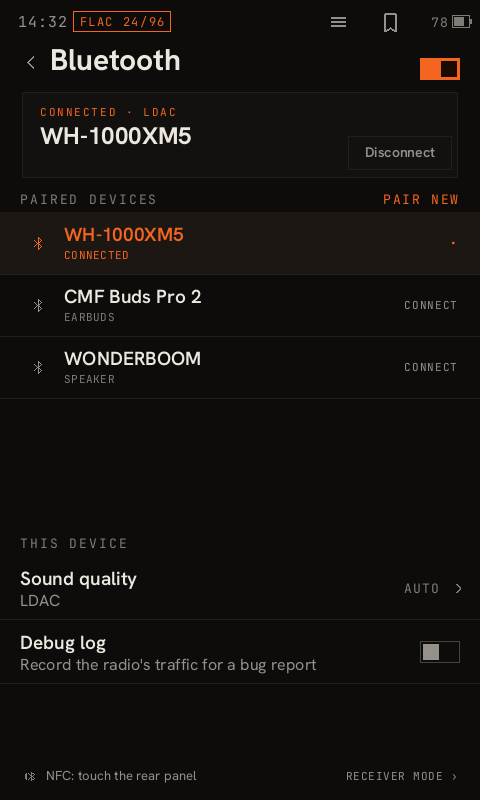 14:32 FLAC 24/96 78
Bluetooth
CONNECTED · LDAC
WH-1000XM5
Disconnect
PAIRED DEVICES PAIR NEW
WH-1000XM5
CONNECTED
CMF Buds Pro 2
EARBUDS
CONNECT
WONDERBOOM
SPEAKER
CONNECT
THIS DEVICE
Sound quality
LDAC
AUTO
Debug log
Record the radio's traffic for a bug report
NFC: touch the rear panel RECEIVER MODE ›